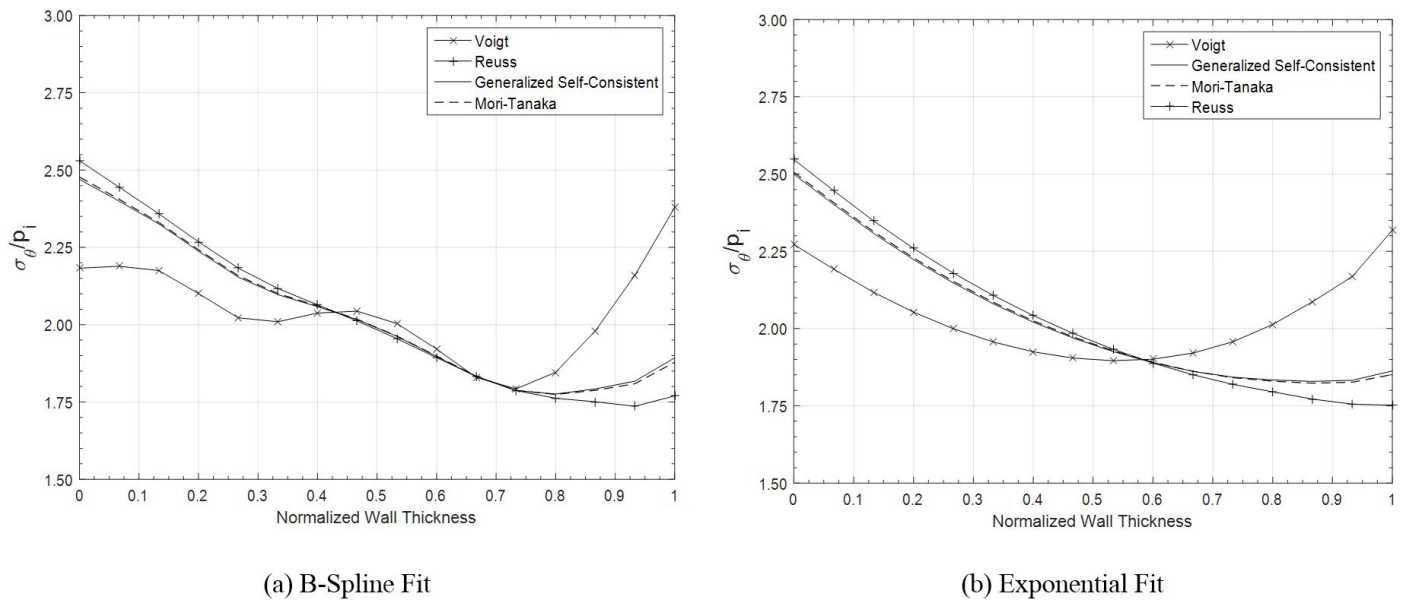 3.00
2.75
2.50
2.25
2.00
1.75
1.50
σθ/pi
0 0.1 0.2 0.3 0.4 0.5 0.6 0.7 0.8 0.9 1
Normalized Wall Thickness
Voigt
Reuss
Generalized Self-Consistent
Mori-Tanaka
(a) B-Spline Fit
3.00
2.75
2.50
2.25
2.00
1.75
1.50
σθ/pi
0 0.1 0.2 0.3 0.4 0.5 0.6 0.7 0.8 0.9 1
Normalized Wall Thickness
Voigt
Generalized Self-Consistent
Mori-Tanaka
Reuss
(b) Exponential Fit